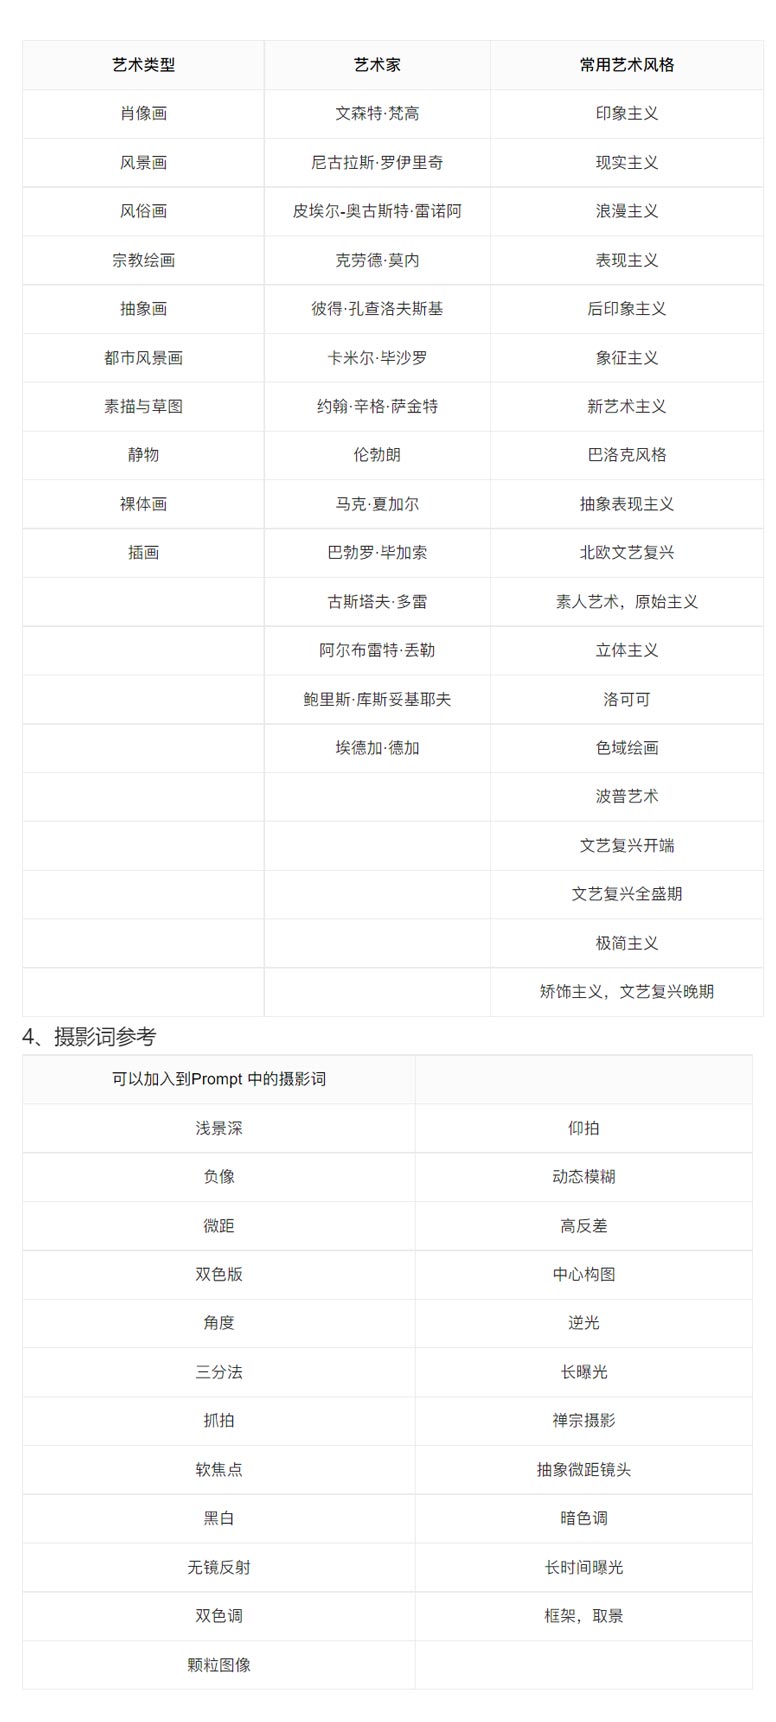 艺术类型 艺术家 常用艺术风格
肖像画 文森特·梵高 印象主义
风景画 尼古拉斯·罗伊里奇 现实主义
风俗画 皮埃尔-奥古斯特·雷诺阿 浪漫主义
宗教绘画 克劳德·莫内 表现主义
抽象画 彼得·孔查洛夫斯基 后印象主义
都市风景画 卡米尔·毕沙罗 象征主义
素描与草图 约翰·辛格·萨金特 新艺术主义
静物 伦勃朗 巴洛克风格
裸体画 马克·夏加尔 抽象表现主义
插画 巴勃罗·毕加索 北欧文艺复兴
古斯塔夫·多雷 素人艺术，原始主义
阿尔布雷特·丢勒 立体主义
鲍里斯·库斯妥基耶夫 洛可可
埃德加·德加 色域绘画
波普艺术
文艺复兴开端
文艺复兴全盛期
极简主义
矫饰主义，文艺复兴晚期
4、摄影词参考
可以加入到Prompt 中的摄影词
浅景深 仰拍
负像 动态模糊
微距 高反差
双色版 中心构图
角度 逆光
三分法 长曝光
抓拍 禅宗摄影
软焦点 抽象微距镜头
黑白 暗色调
无镜反射 长时间曝光
双色调 框架，取景
颗粒图像